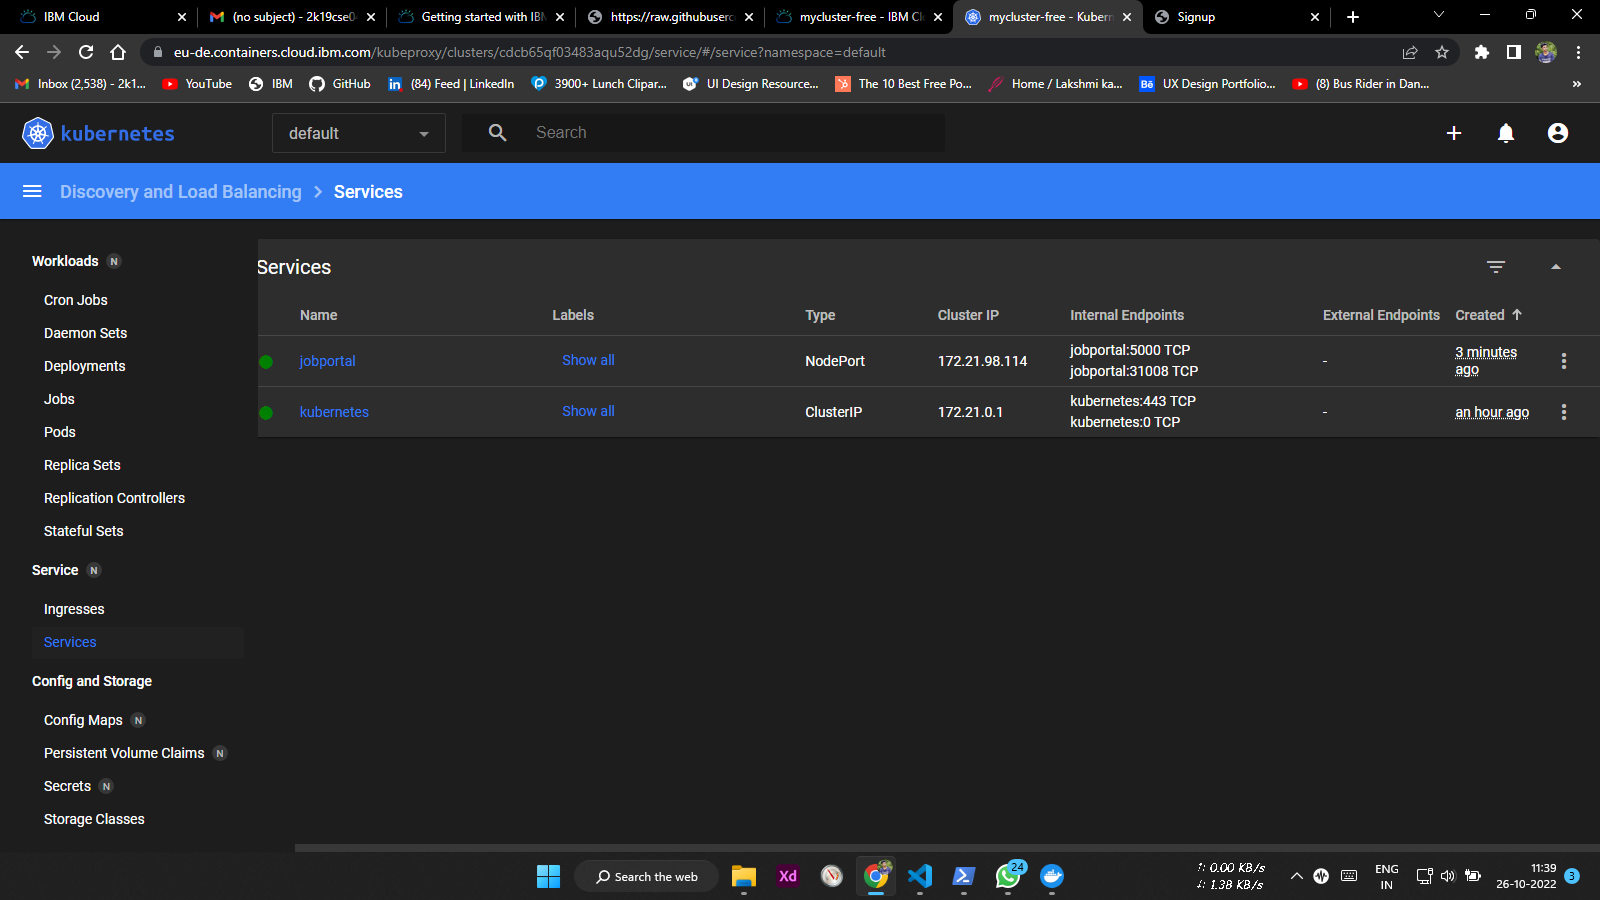 IBM Cloud
(no subject) - 2k19cse0
Getting started with IBM
https://raw.githubuserco
mycluster-free - IBM Cl
mycluster-free - Kubern
Signup
eu-de.containers.cloud.ibm.com/kubeproxy/clusters/cdcb65qf03483aqu52dg/service/#/service?namespace=default
Inbox (2,538) - 2k1...
YouTube
IBM
GitHub
(84) Feed | LinkedIn
3900+ Lunch Clipar...
UI Design Resource...
The 10 Best Free Po...
Home / Lakshmi ka...
UX Design Portfolio...
(8) Bus Rider in Dan...
»
kubernetes
default
Search
Discovery and Load Balancing
Services
Workloads N
Cron Jobs
Daemon Sets
Deployments
Jobs
Pods
Replica Sets
Replication Controllers
Stateful Sets
Service N
Ingresses
Services
Config and Storage
Config Maps N
Persistent Volume Claims N
Secrets N
Storage Classes
Services
Name Labels Type Cluster IP Internal Endpoints External Endpoints Created
jobportal Show all NodePort 172.21.98.114 jobportal:5000 TCP - 3 minutes
jobportal:31008 TCP ago
kubernetes Show all ClusterIP 172.21.0.1 kubernetes:443 TCP - an hour ago
kubernetes:0 TCP
Search the web
Xd
24
0.00 KB/s
1.38 KB/s
ENG
IN
11:39
26-10-2022
3